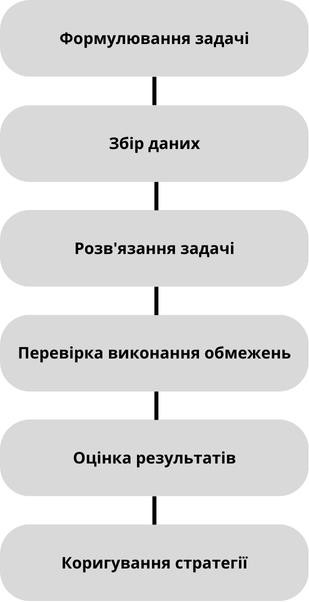 Формулювання задачі
Збір даних
Розв'язання задачі
Перевірка виконання обмежень
Оцінка результатів
Коригування стратегії